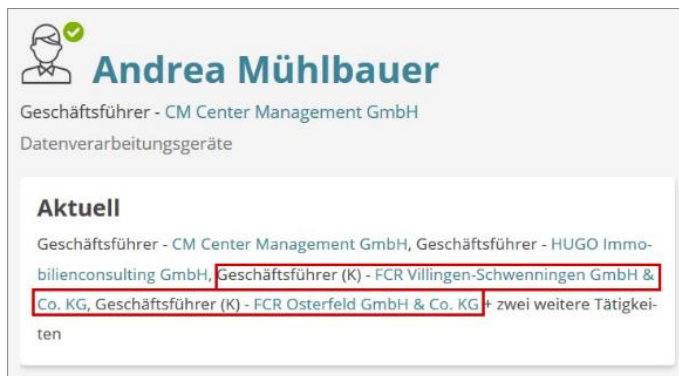 Andrea Mühlbauer
Geschäftsführer - CM Center Management GmbH
Datenverarbeitungsgeräte
Aktuell
Geschäftsführer - CM Center Management GmbH, Geschäftsführer - HUGO Immo-
bilienconsulting GmbH, Geschäftsführer (K) - FCR Villingen-Schwenningen GmbH &
Co. KG, Geschäftsführer (K) - FCR Osterfeld GmbH & Co. KG + zwei weitere Tätigkei-
ten